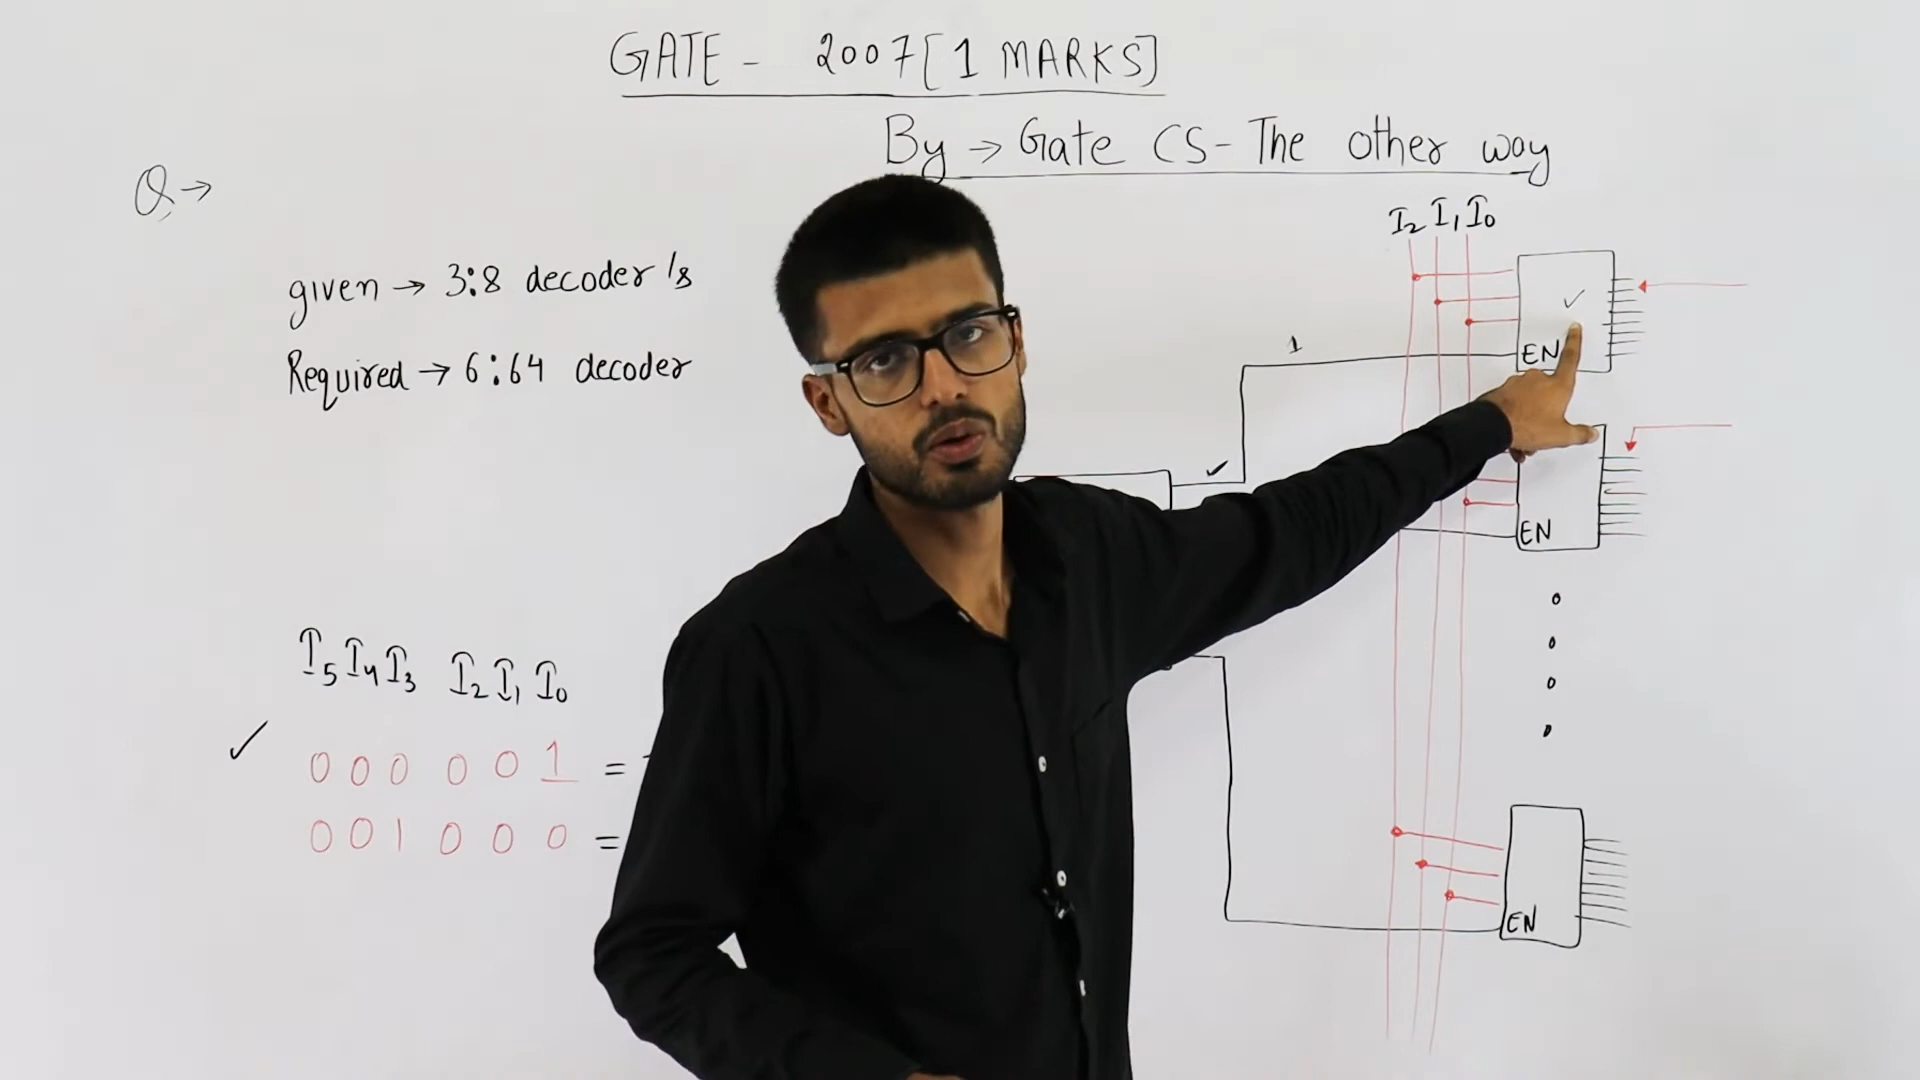 GATE - 2007 [1 MARKS]
By → Gate CS - The other way
Q →
given → 3:8 decoder/s
Required → 6:64 decoder
I5 I4 I3 I2 I1 I0
✓ 0 0 0 0 0 1 =
0 0 1 0 0 0 =
I2 I1 I0
✓
EN
1
✓
EN
EN